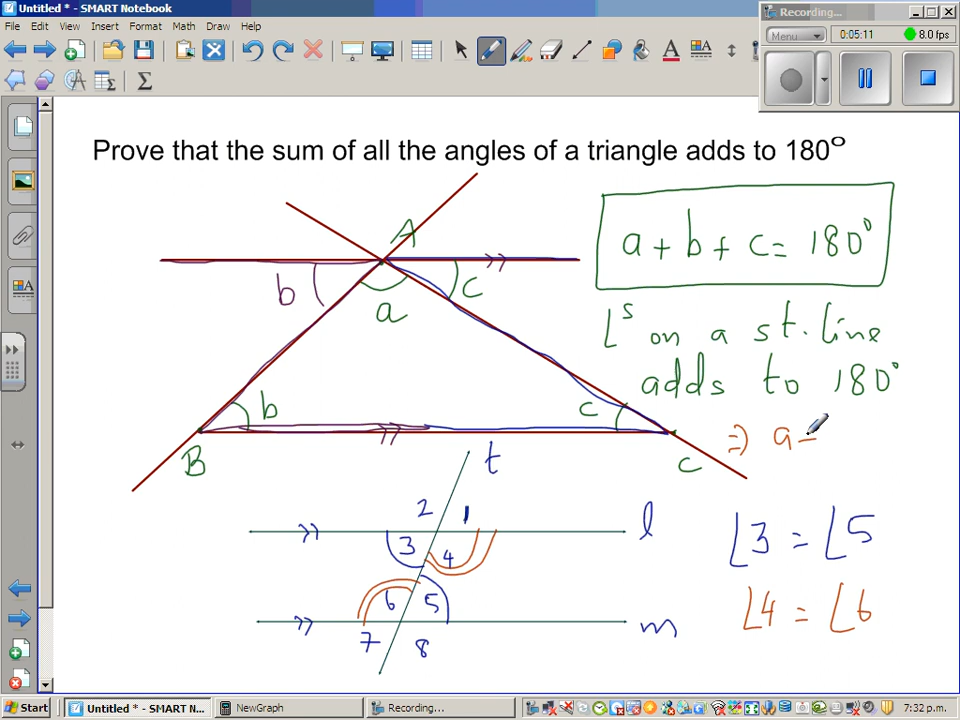 Untitled * - SMART Notebook
File Edit View Insert Format Math Draw Help
Recording...
Menu 0:05:11 8.0 fps
Prove that the sum of all the angles of a triangle adds to 180°
A
b a c
B b c C
a + b + c = 180°
∠s on a st. line
adds to 180°
⇒ a=
t
2 1 l
3 4
6 5
7 8 m
∠3 = ∠5
∠4 = ∠6
Start Untitled * - SMART N... NewGraph Recording... 7:32 p.m.